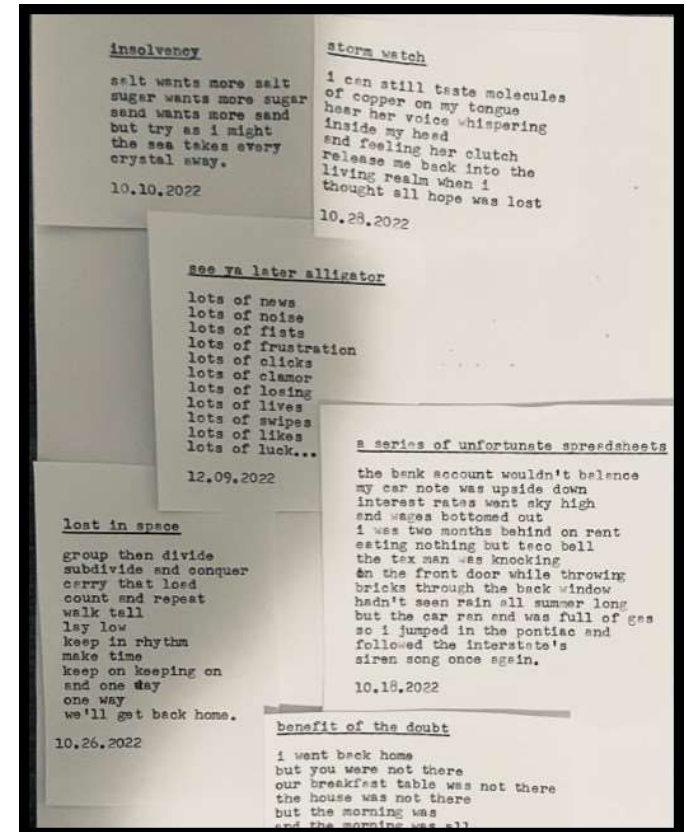 insolvency
salt wants more salt
sugar wants more sugar
sand wants more sand
but try as i might
the sea takes every
crystal away.
10.10.2022
storm watch
i can still taste molecules
of copper on my tongue
hear her voice whispering
inside my head
and feeling her clutch
release me back into the
living realm when i
thought all hope was lost
10.28.2022
see ya later alligator
lots of news
lots of noise
lots of fists
lots of frustration
lots of clicks
lots of clamor
lots of losing
lots of lives
lots of swipes
lots of likes
lots of luck...
12.09.2022
a series of unfortunate spreadsheets
the bank account wouldn't balance
my car note was upside down
interest rates went sky high
and wages bottomed out
i was two months behind on rent
eating nothing but taco bell
the tax man was knocking
on the front door while throwing
bricks through the back window
hadn't seen rain all summer long
but the car ran and was full of gas
so i jumped in the pontiac and
followed the interstate's
siren song once again.
10.18.2022
lost in space
group then divide
subdivide and conquer
carry that load
count and repeat
walk tall
lay low
keep in rhythm
make time
keep on keeping on
and one day
one way
we'll get back home.
10.26.2022
benefit of the doubt
i went back home
but you were not there
our breakfast table was not there
the house was not there
but the morning was
and the morning was all